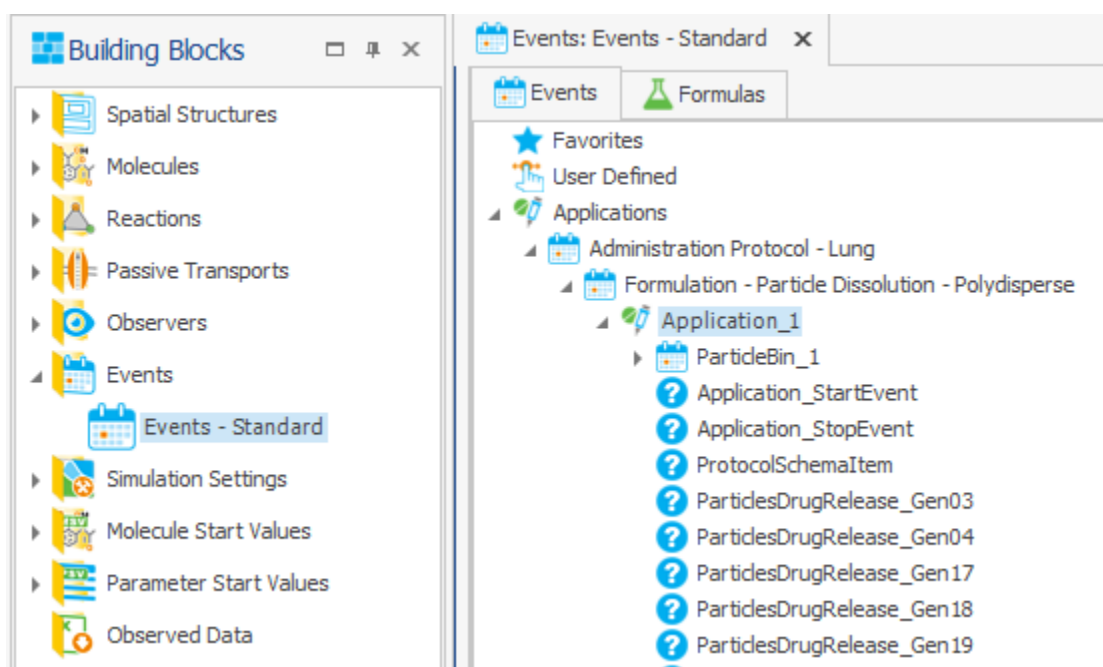 Building Blocks
Spatial Structures
Molecules
Reactions
Passive Transports
Observers
Events
Events - Standard
Simulation Settings
Molecule Start Values
Parameter Start Values
Observed Data
Events: Events - Standard
Events
Formulas
Favorites
User Defined
Applications
Administration Protocol - Lung
Formulation - Particle Dissolution - Polydisperse
Application_1
ParticleBin_1
Application_StartEvent
Application_StopEvent
ProtocolSchemaItem
ParticlesDrugRelease_Gen03
ParticlesDrugRelease_Gen04
ParticlesDrugRelease_Gen17
ParticlesDrugRelease_Gen18
ParticlesDrugRelease_Gen19